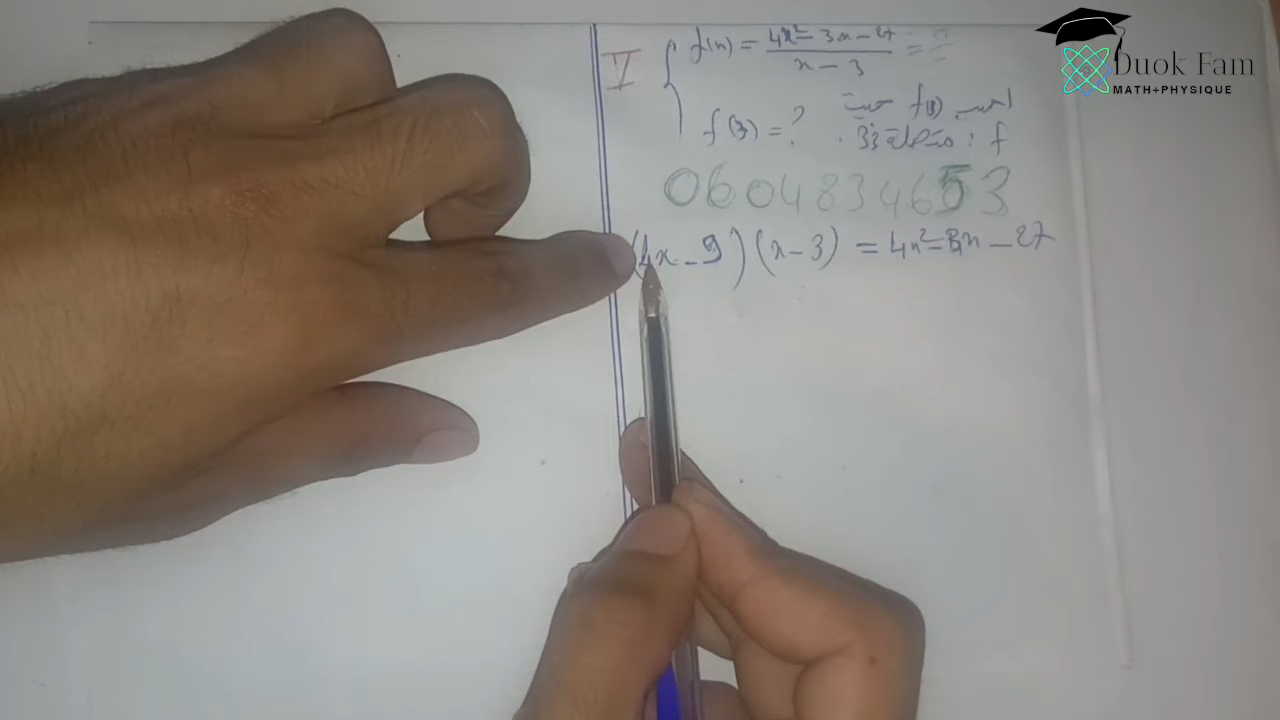 V { f(x) = 4x²-3x-27 / x-3 = ?
f(3) = ? احسب f(3) حيث
f : متصلة في 3 .
0604834653
(4x-9)(x-3) = 4x²-3x-27
Duok Fam
MATH+PHYSIQUE